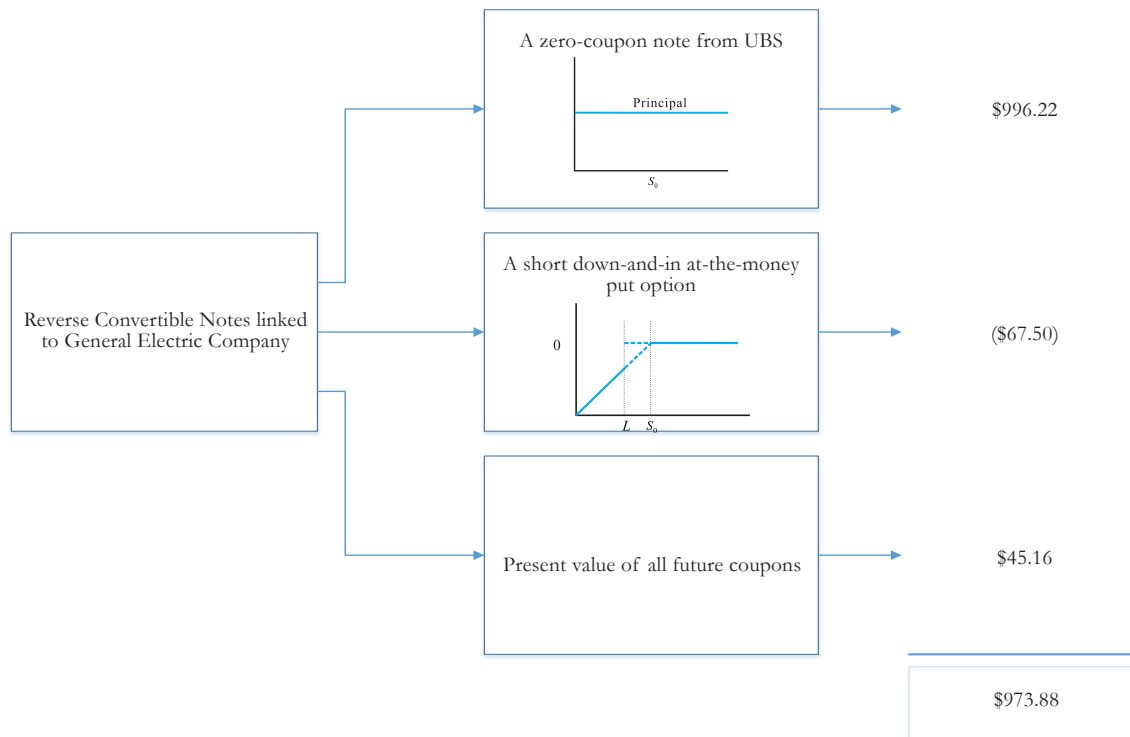 A zero-coupon note from UBS
Principal
S₀
$996.22
Reverse Convertible Notes linked
to General Electric Company
A short down-and-in at-the-money
put option
0
L S₀
($67.50)
Present value of all future coupons
$45.16
$973.88